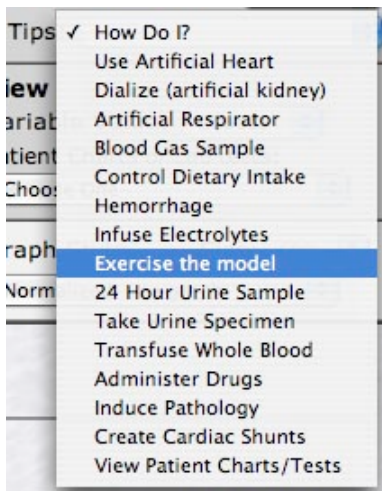 Tips ✓ How Do I?
Use Artificial Heart
iew Dialize (artificial kidney)
ariab Artificial Respirator
tient Blood Gas Sample
Choos Control Dietary Intake
Hemorrhage
raph Infuse Electrolytes
Exercise the model
Norm 24 Hour Urine Sample
Take Urine Specimen
Transfuse Whole Blood
Administer Drugs
Induce Pathology
Create Cardiac Shunts
View Patient Charts/Tests